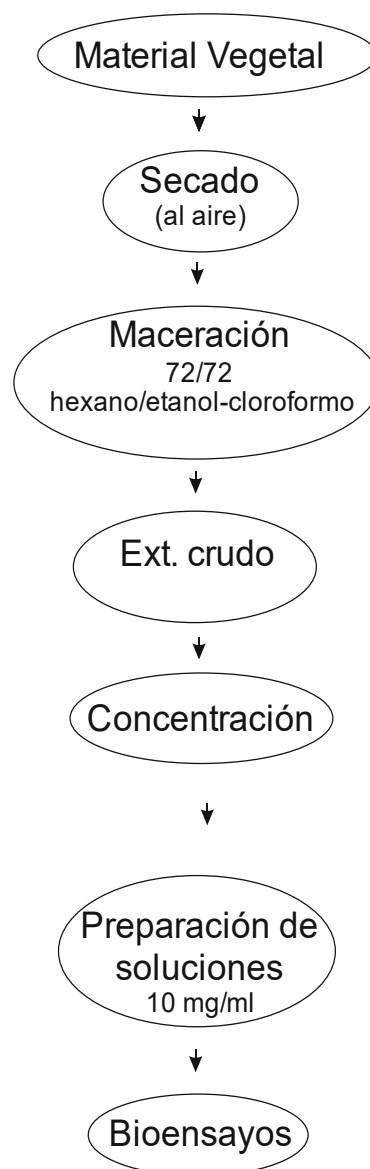 Material Vegetal
Secado
(al aire)
Maceración
72/72
hexano/etanol-cloroformo
Ext. crudo
Concentración
Preparación de
soluciones
10 mg/ml
Bioensayos